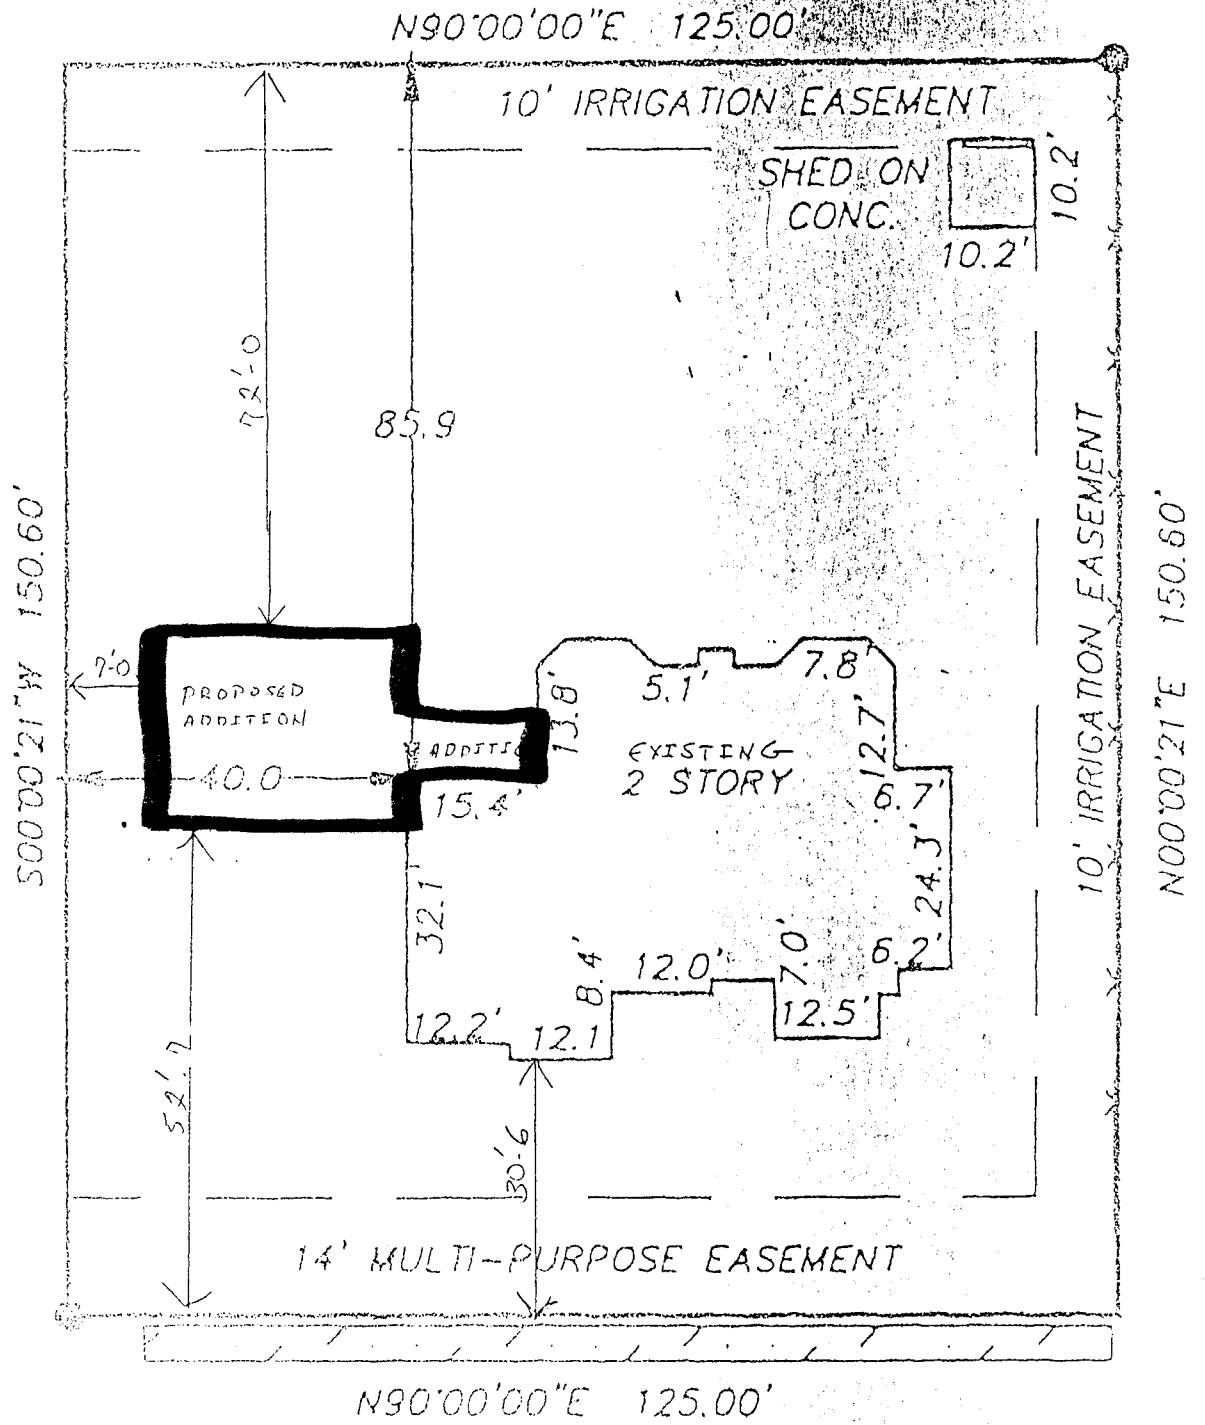 N90°00'00"E 125.00'
10' IRRIGATION EASEMENT
SHED ON
CONC.
10.2'
10.2'
72'-0
85.9
S00°00'21"W 150.60'
10' IRRIGATION EASEMENT
N00°00'21"E 150.60'
7'-0
PROPOSED
ADDITION
ADDITIO
40.0
15.4'
13.8'
5.1'
7.8'
12.7'
EXISTING
2 STORY
6.7'
24.3'
32.1'
8.4'
12.0'
7.0'
6.2'
12.2'
12.1
12.5'
52'-7
30'-6
14' MULTI-PURPOSE EASEMENT
N90°00'00"E 125.00'